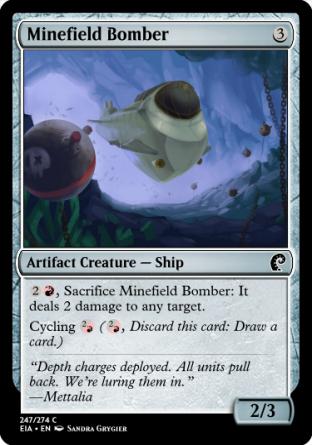 Minefield Bomber 3
Artifact Creature — Ship
2 R, Sacrifice Minefield Bomber: It
deals 2 damage to any target.
Cycling 2/R (2/R, Discard this card: Draw a
card.)
“Depth charges deployed. All units pull
back. We’re luring them in.”
—Mettalia
2/3
247/274 C
EIA • EN Sandra Grygier